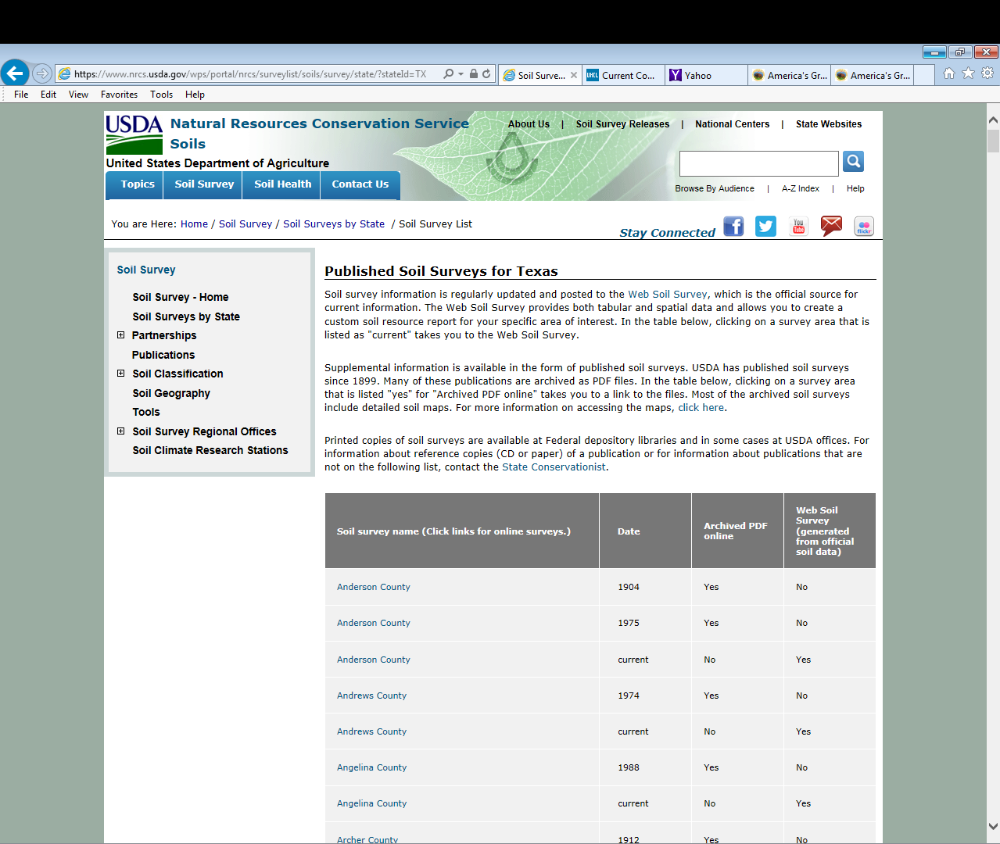 https://www.nrcs.usda.gov/wps/portal/nrcs/surveylist/soils/survey/state/?stateId=TX
Soil Surve...
Current Co...
Yahoo
America's Gr...
America's Gr...
File Edit View Favorites Tools Help
USDA Natural Resources Conservation Service
Soils
United States Department of Agriculture
About Us | Soil Survey Releases | National Centers | State Websites
Topics Soil Survey Soil Health Contact Us
Browse By Audience | A-Z Index | Help
You are Here: Home / Soil Survey / Soil Surveys by State / Soil Survey List
Stay Connected
You Tube
flickr
Soil Survey
Soil Survey - Home
Soil Surveys by State
Partnerships
Publications
Soil Classification
Soil Geography
Tools
Soil Survey Regional Offices
Soil Climate Research Stations
Published Soil Surveys for Texas
Soil survey information is regularly updated and posted to the Web Soil Survey, which is the official source for
current information. The Web Soil Survey provides both tabular and spatial data and allows you to create a
custom soil resource report for your specific area of interest. In the table below, clicking on a survey area that is
listed as "current" takes you to the Web Soil Survey.
Supplemental information is available in the form of published soil surveys. USDA has published soil surveys
since 1899. Many of these publications are archived as PDF files. In the table below, clicking on a survey area
that is listed "yes" for "Archived PDF online" takes you to a link to the files. Most of the archived soil surveys
include detailed soil maps. For more information on accessing the maps, click here.
Printed copies of soil surveys are available at Federal depository libraries and in some cases at USDA offices. For
information about reference copies (CD or paper) of a publication or for information about publications that are
not on the following list, contact the State Conservationist.
Soil survey name (Click links for online surveys.)
Date
Archived PDF
online
Web Soil
Survey
(generated
from official
soil data)
Anderson County 1904 Yes No
Anderson County 1975 Yes No
Anderson County current No Yes
Andrews County 1974 Yes No
Andrews County current No Yes
Angelina County 1988 Yes No
Angelina County current No Yes
Archer County 1912 Yes No